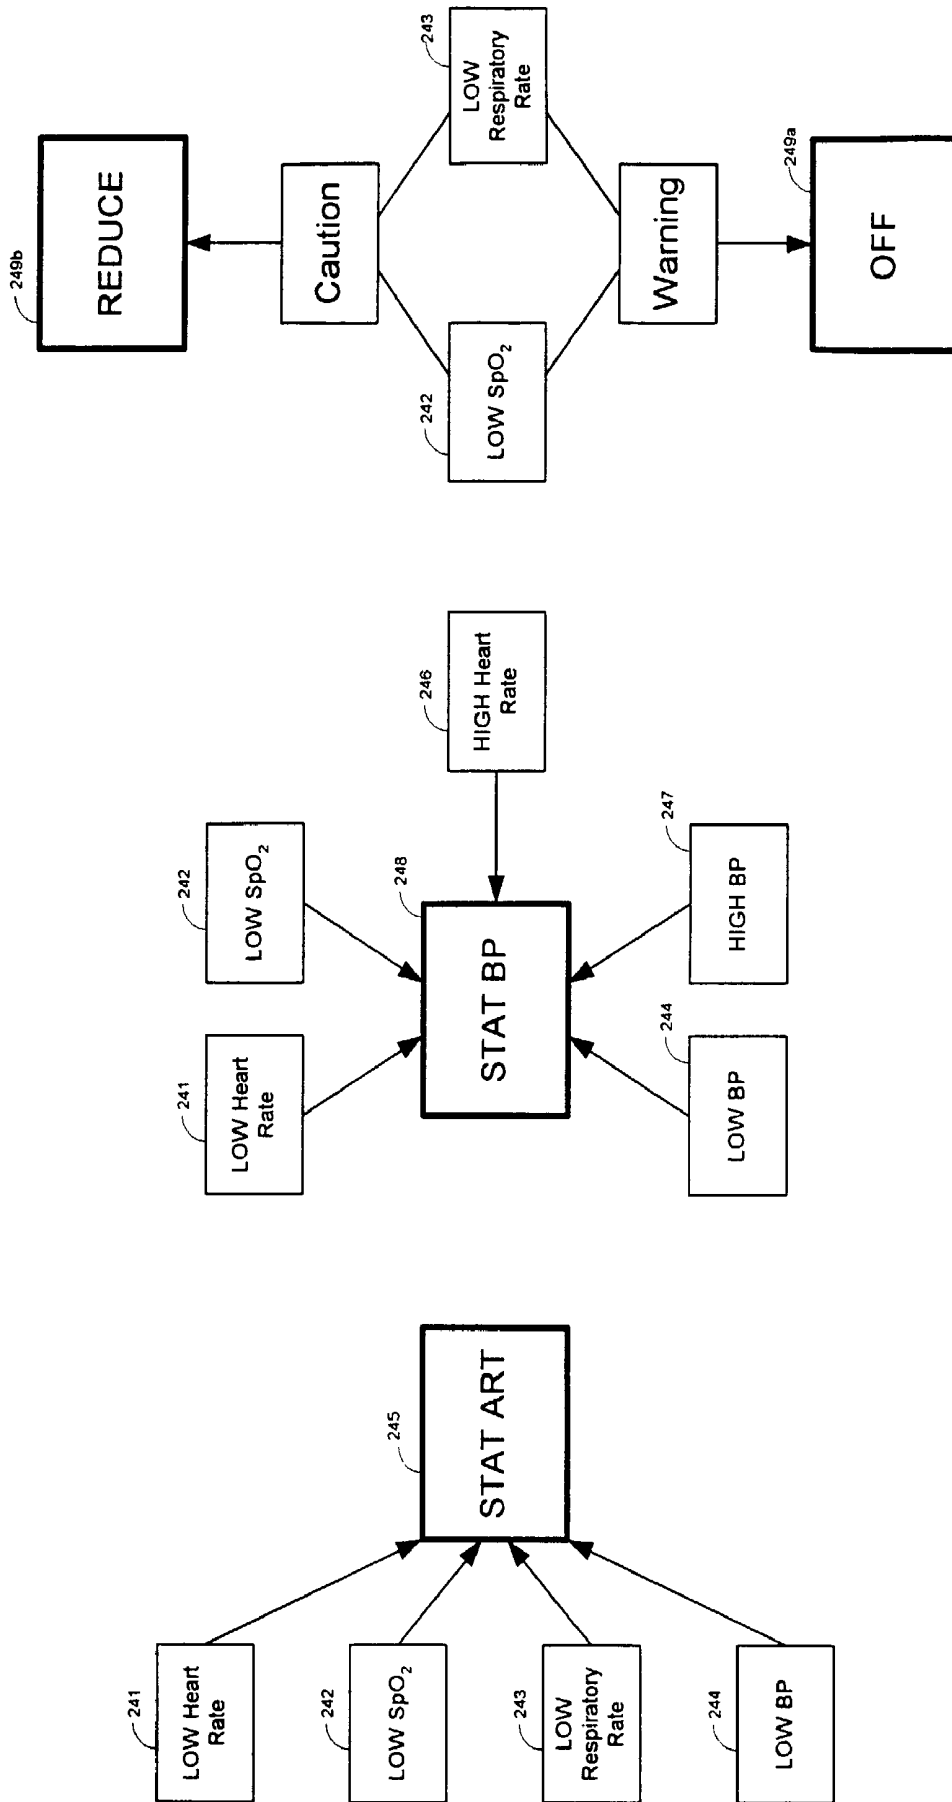 241
LOW Heart
Rate
242
LOW SpO₂
243
LOW
Respiratory
Rate
244
LOW BP
245
STAT ART
241
LOW Heart
Rate
242
LOW SpO₂
248
STAT BP
246
HIGH Heart
Rate
244
LOW BP
247
HIGH BP
249b
REDUCE
Caution
242
LOW SpO₂
243
LOW
Respiratory
Rate
Warning
249a
OFF